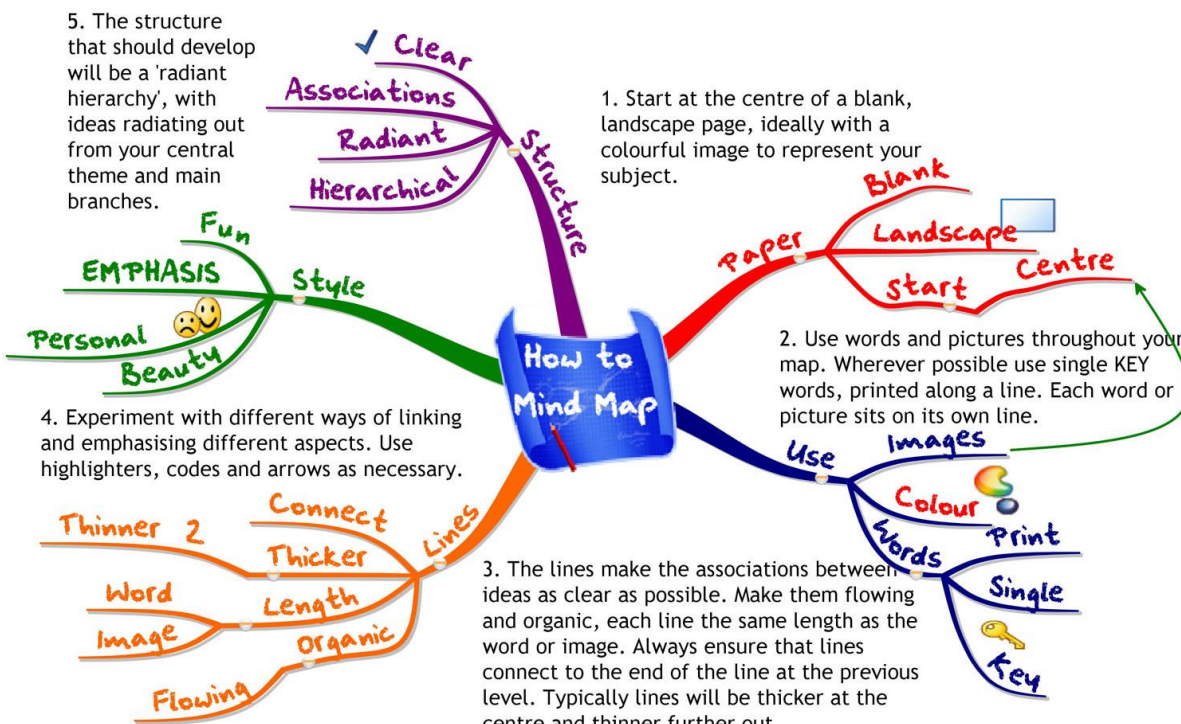 5. The structure
that should develop
will be a 'radiant
hierarchy', with
ideas radiating out
from your central
theme and main
branches.
Clear
Associations
Radiant
Hierarchical
Structure
1. Start at the centre of a blank,
landscape page, ideally with a
colourful image to represent your
subject.
Paper
Blank
Landscape
Start
Centre
Fun
EMPHASIS
Personal
Beauty
Style
How to
Mind Map
2. Use words and pictures throughout your
map. Wherever possible use single KEY
words, printed along a line. Each word or
picture sits on its own line.
Use
Images
Colour
Words
Print
Single
Key
4. Experiment with different ways of linking
and emphasising different aspects. Use
highlighters, codes and arrows as necessary.
Lines
Connect
Thinner 2
Thicker
Length
Word
Image
Organic
Flowing
3. The lines make the associations between
ideas as clear as possible. Make them flowing
and organic, each line the same length as the
word or image. Always ensure that lines
connect to the end of the line at the previous
level. Typically lines will be thicker at the
centre and thinner further out